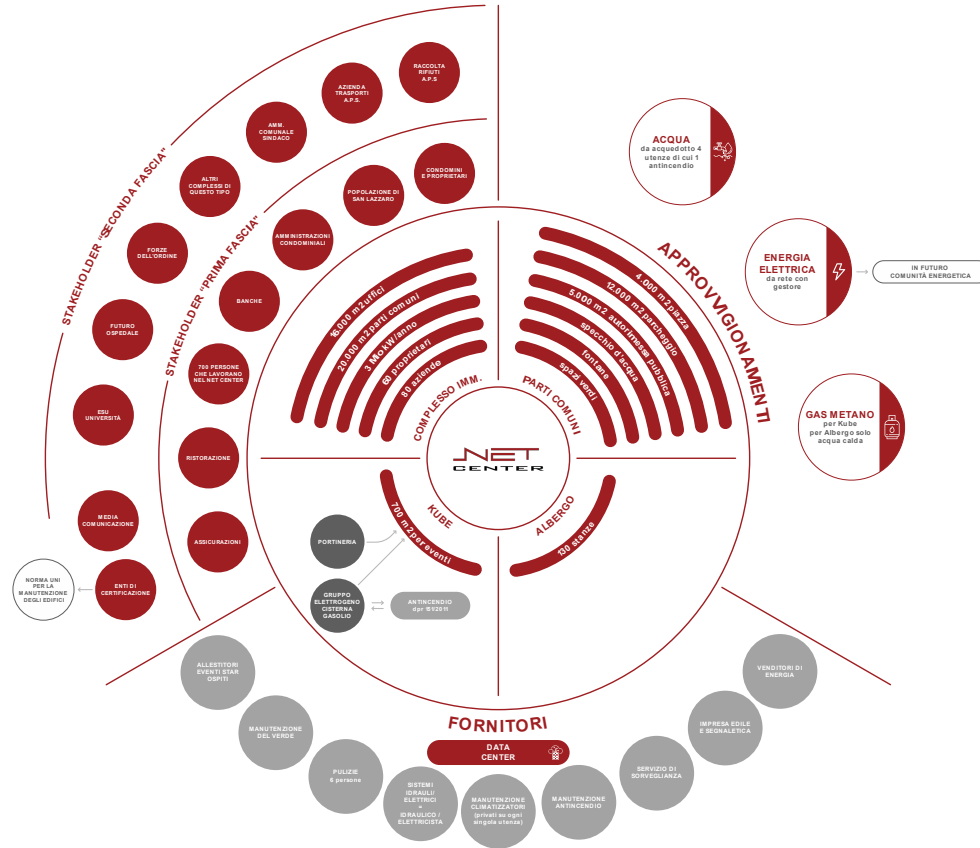 STAKEHOLDER "SECONDA FASCIA"
RACCOLTA
RIFIUTI
A.P.S
AZIENDA
TRASPORTI
A.P.S.
AMM.
COMUNALE
SINDACO
ALTRI
COMPLESSI DI
QUESTO TIPO
FORZE
DELL'ORDINE
FUTURO
OSPEDALE
ESU
UNIVERSITÀ
MEDIA
COMUNICAZIONE
ENTI DI
CERTIFICAZIONE
NORMA UNI
PER LA
MANUTENZIONE
DEGLI EDIFICI
STAKEHOLDER "PRIMA FASCIA"
CONDOMINI
E PROPRIETARI
POPOLAZIONE DI
SAN LAZZARO
AMMINISTRAZIONI
CONDOMINIALI
BANCHE
700 PERSONE
CHE LAVORANO
NEL NET CENTER
RISTORAZIONE
ASSICURAZIONI
APPROVVIGIONAMENTI
ACQUA
da acquedotto 4
utenze di cui 1
antincendio
ENERGIA
ELETTRICA
da rete con
gestore
IN FUTURO
COMUNITÀ ENERGETICA
GAS METANO
per Kube
per Albergo solo
acqua calda
COMPLESSO IMM.
16.000 m2 uffici
20.000 m2 parti comuni
3 Mio kW/anno
60 proprietari
80 aziende
PARTI COMUNI
4.000 m2 piazza
12.000 m2 parcheggio
5.000 m2 autorimessa pubblica
specchio d'acqua
fontane
spazi verdi
NET
CENTER
KUBE
700 m2 per eventi
ALBERGO
130 stanze
PORTINERIA
GRUPPO
ELETTROGENO
CISTERNA
GASOLIO
ANTINCENDIO
dpr 151/2011
FORNITORI
DATA
CENTER
ALLESTITORI
EVENTI STAR
OSPITI
MANUTENZIONE
DEL VERDE
PULIZIE
6 persone
SISTEMI
IDRAULI/
ELETTRICI
=
IDRAULICO /
ELETTRICISTA
MANUTENZIONE
CLIMATIZZATORI
(privati su ogni
singola utenze)
MANUTENZIONE
ANTINCENDIO
SERVIZIO DI
SORVEGLIANZA
IMPRESA EDILE
E SEGNALETICA
VENDITORI DI
ENERGIA